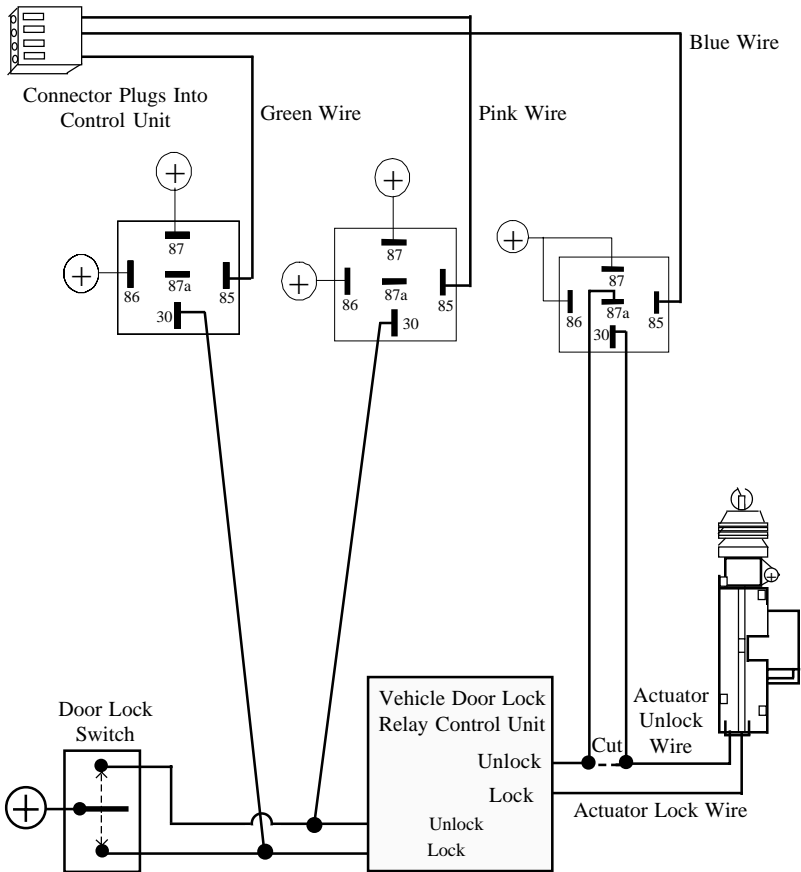 Blue Wire
Connector Plugs Into
Control Unit
Green Wire
Pink Wire
87
86
87a
85
30
87
86
87a
85
30
87
86
87a
85
30
Door Lock
Switch
Vehicle Door Lock
Relay Control Unit
Unlock
Lock
Unlock
Lock
Cut
Actuator
Unlock
Wire
Actuator Lock Wire